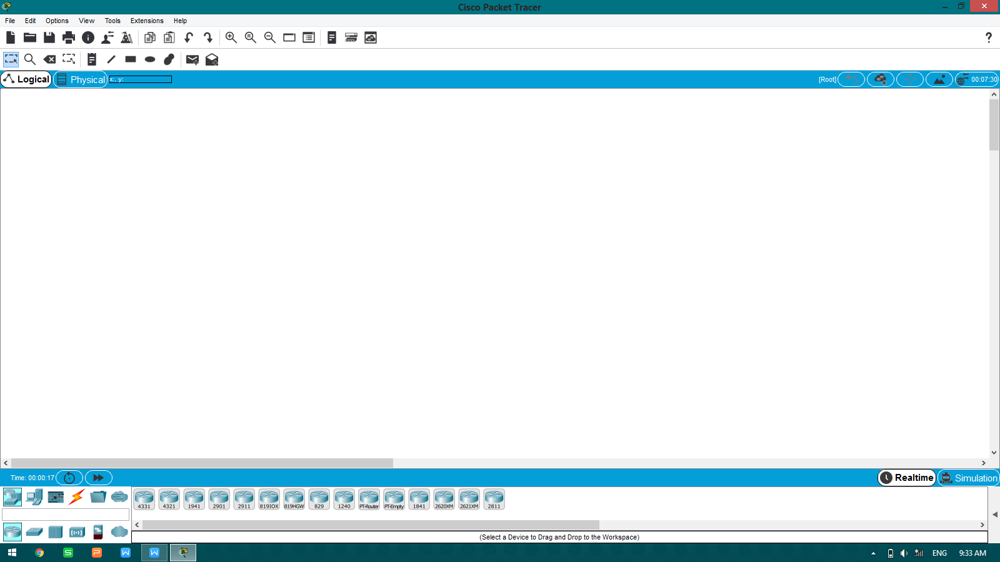 Cisco Packet Tracer
File Edit Options View Tools Extensions Help
Logical Physical x:, y: [Root] 00:07:30
Time: 00:00:17 Realtime Simulation
4331 4321 1941 2901 2911 819IOX 819HGW 829 1240 PT-Router PT-Empty 1841 2620XM 2621XM 2811
(Select a Device to Drag and Drop to the Workspace)
ENG 9:33 AM